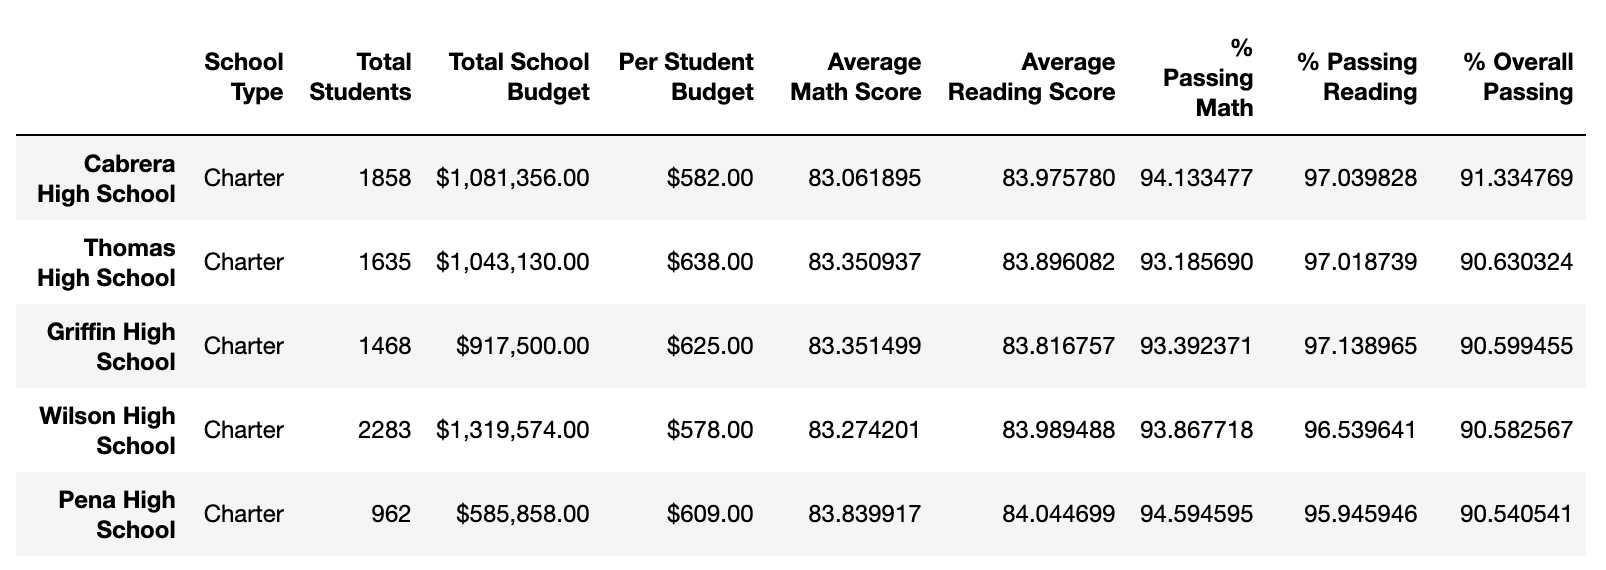 School Type Total Students Total School Budget Per Student Budget Average Math Score Average Reading Score % Passing Math % Passing Reading % Overall Passing
Cabrera High School Charter 1858 $1,081,356.00 $582.00 83.061895 83.975780 94.133477 97.039828 91.334769
Thomas High School Charter 1635 $1,043,130.00 $638.00 83.350937 83.896082 93.185690 97.018739 90.630324
Griffin High School Charter 1468 $917,500.00 $625.00 83.351499 83.816757 93.392371 97.138965 90.599455
Wilson High School Charter 2283 $1,319,574.00 $578.00 83.274201 83.989488 93.867718 96.539641 90.582567
Pena High School Charter 962 $585,858.00 $609.00 83.839917 84.044699 94.594595 95.945946 90.540541